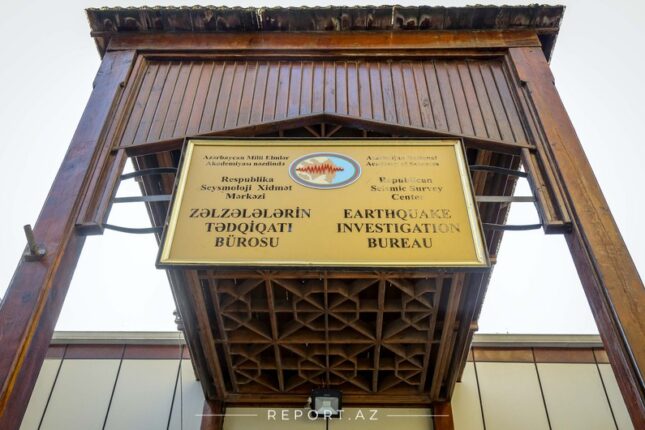 Azərbaycan Milli Elmlər
Akademiyası nəzdində
Respublika
Seysmoloji Xidmət
Mərkəzi
ZƏLZƏLƏLƏRİN
TƏDQİQATI
BÜROSU
Azerbaijan National
Academy of Sciences
Republican
Seismic Survey
Center
EARTHQUAKE
INVESTIGATION
BUREAU
REPORT.AZ